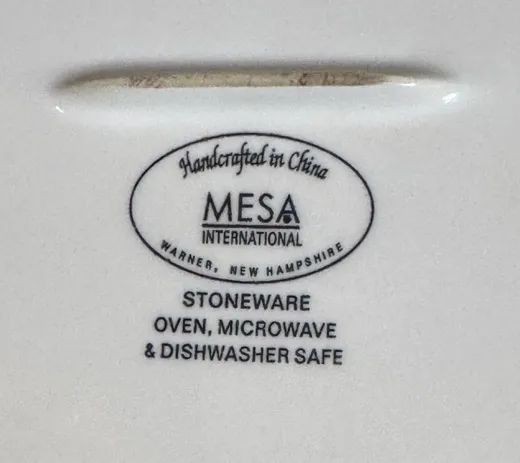 Handcrafted in China
MESA
INTERNATIONAL
WARNER, NEW HAMPSHIRE
STONEWARE
OVEN, MICROWAVE
& DISHWASHER SAFE